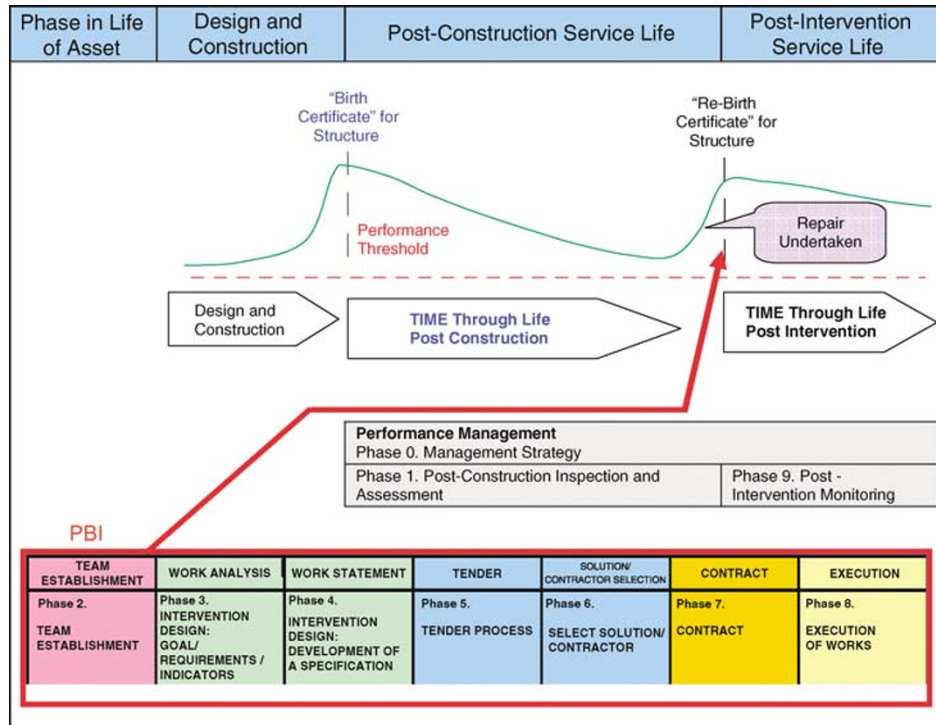 Phase in Life
of Asset
Design and
Construction
Post-Construction Service Life
Post-Intervention
Service Life
“Birth
Certificate” for
Structure
“Re-Birth
Certificate” for
Structure
Performance
Threshold
Repair
Undertaken
Design and
Construction
TIME Through Life
Post Construction
TIME Through Life
Post Intervention
Performance Management
Phase 0. Management Strategy
Phase 1. Post-Construction Inspection and
Assessment
Phase 9. Post -
Intervention Monitoring
PBI
TEAM
ESTABLISHMENT
WORK ANALYSIS
WORK STATEMENT
TENDER
SOLUTION/
CONTRACTOR SELECTION
CONTRACT
EXECUTION
Phase 2.
TEAM
ESTABLISHMENT
Phase 3.
INTERVENTION
DESIGN:
GOAL/
REQUIREMENTS /
INDICATORS
Phase 4.
INTERVENTION
DESIGN:
DEVELOPMENT OF
A SPECIFICATION
Phase 5.
TENDER PROCESS
Phase 6.
SELECT SOLUTION/
CONTRACTOR
Phase 7.
CONTRACT
Phase 8.
EXECUTION
OF WORKS